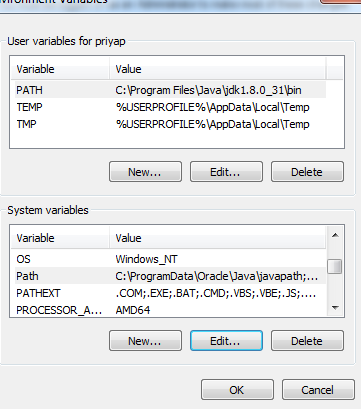 Environment Variables
User variables for priyap
Variable Value
PATH C:\Program Files\Java\jdk1.8.0_31\bin
TEMP %USERPROFILE%\AppData\Local\Temp
TMP %USERPROFILE%\AppData\Local\Temp
New... Edit... Delete
System variables
Variable Value
OS Windows_NT
Path C:\ProgramData\Oracle\Java\javapath;...
PATHEXT .COM;.EXE;.BAT;.CMD;.VBS;.VBE;.JS;....
PROCESSOR_A... AMD64
New... Edit... Delete
OK Cancel